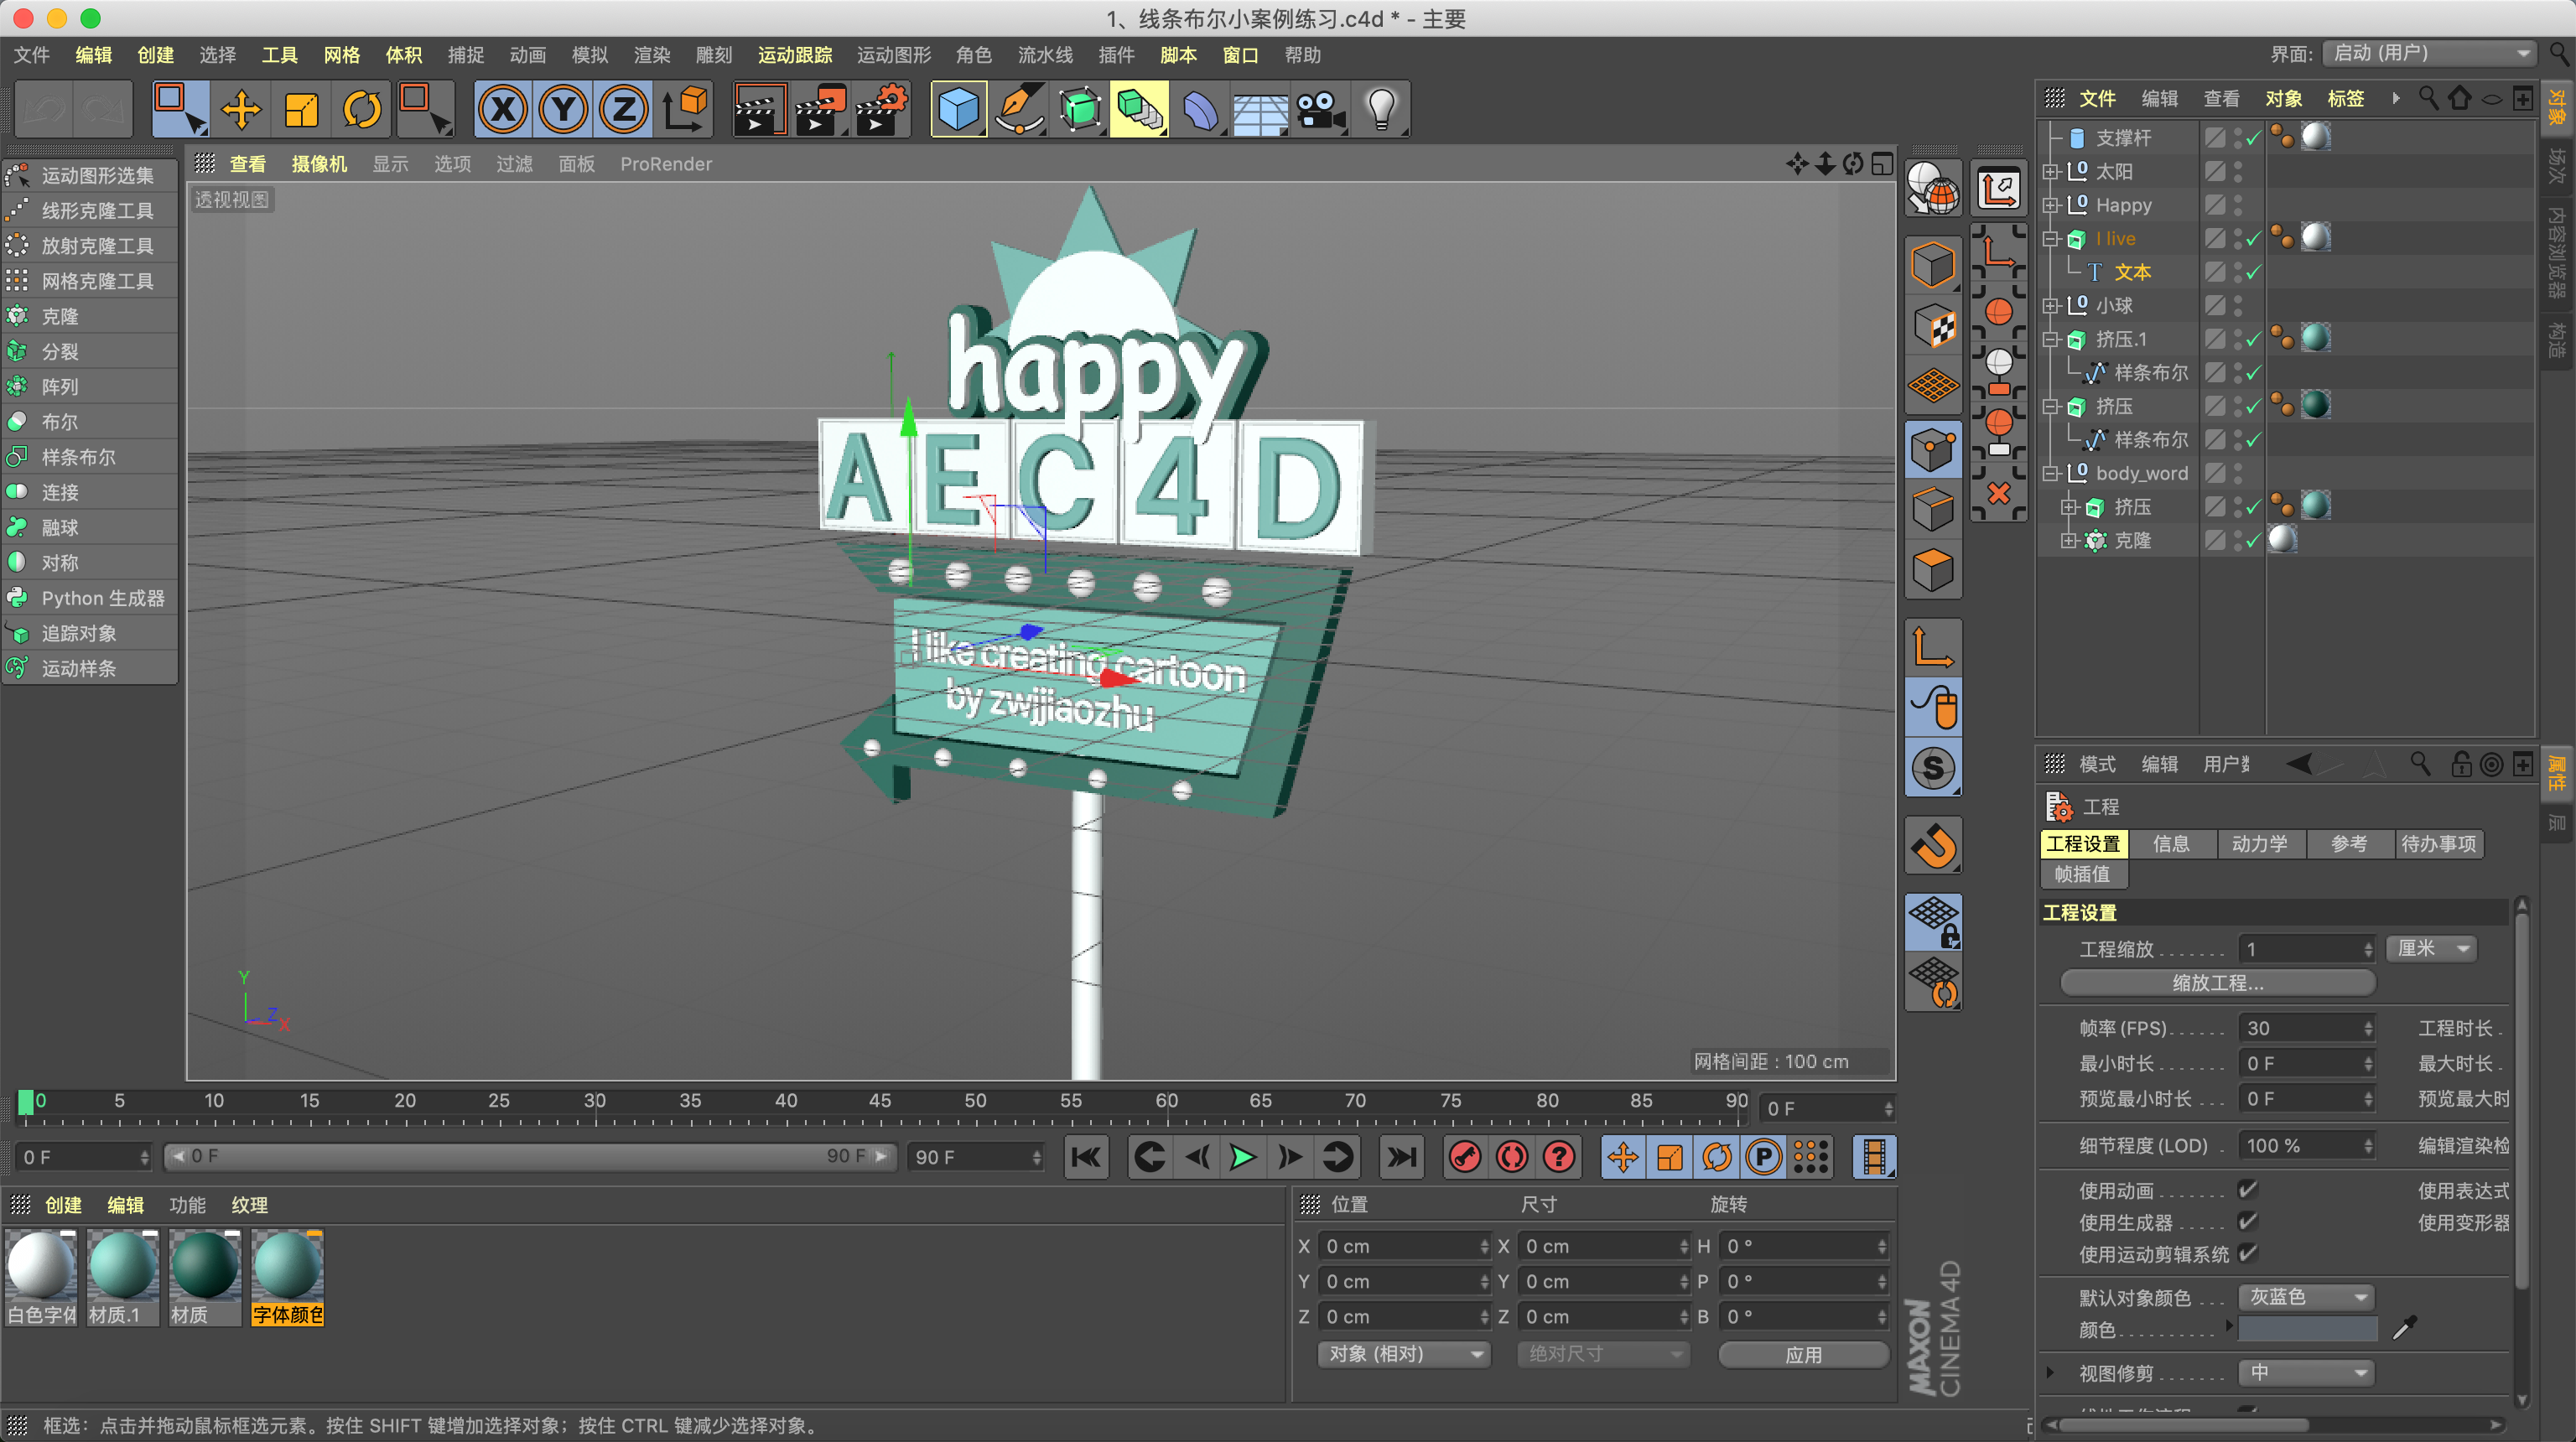 1、线条布尔小案例练习.c4d * - 主要
文件 编辑 创建 选择 工具 网格 体积 捕捉 动画 模拟 渲染 雕刻 运动跟踪 运动图形 角色 流水线 插件 脚本 窗口 帮助
界面: 启动 (用户)
X Y Z
文件 编辑 查看 对象 标签
查看 摄像机 显示 选项 过滤 面板 ProRender
透视视图
运动图形选集
线形克隆工具
放射克隆工具
网格克隆工具
克隆
分裂
阵列
布尔
样条布尔
连接
融球
对称
Python 生成器
追踪对象
运动样条
happy
A E C 4 D
I like creating cartoon
by zwjjiaozhu
Y
Z
X
网格间距 : 100 cm
S
支撑杆
太阳
Happy
I live
文本
小球
挤压.1
样条布尔
挤压
样条布尔
body_word
挤压
克隆
对象
场次
内容浏览器
构造
属性
层
模式 编辑 用户数
工程
工程设置 信息 动力学 参考 待办事项
帧插值
工程设置
工程缩放 1 厘米
缩放工程...
帧率 (FPS) 30 工程时长
最小时长 0 F 最大时长
预览最小时长 0 F 预览最大时
细节程度 (LOD) 100 % 编辑渲染检
使用动画 使用表达式
使用生成器 使用变形器
使用运动剪辑系统
默认对象颜色 灰蓝色
颜色
视图修剪 中
0 5 10 15 20 25 30 35 40 45 50 55 60 65 70 75 80 85 90 0 F
0 F 0 F 90 F 90 F
P
创建 编辑 功能 纹理
白色字体 材质.1 材质 字体颜色
位置 尺寸 旋转
X 0 cm X 0 cm H 0 °
Y 0 cm Y 0 cm P 0 °
Z 0 cm Z 0 cm B 0 °
对象 (相对) 绝对尺寸 应用
MAXON
CINEMA 4D
框选：点击并拖动鼠标框选元素。按住 SHIFT 键增加选择对象；按住 CTRL 键减少选择对象。